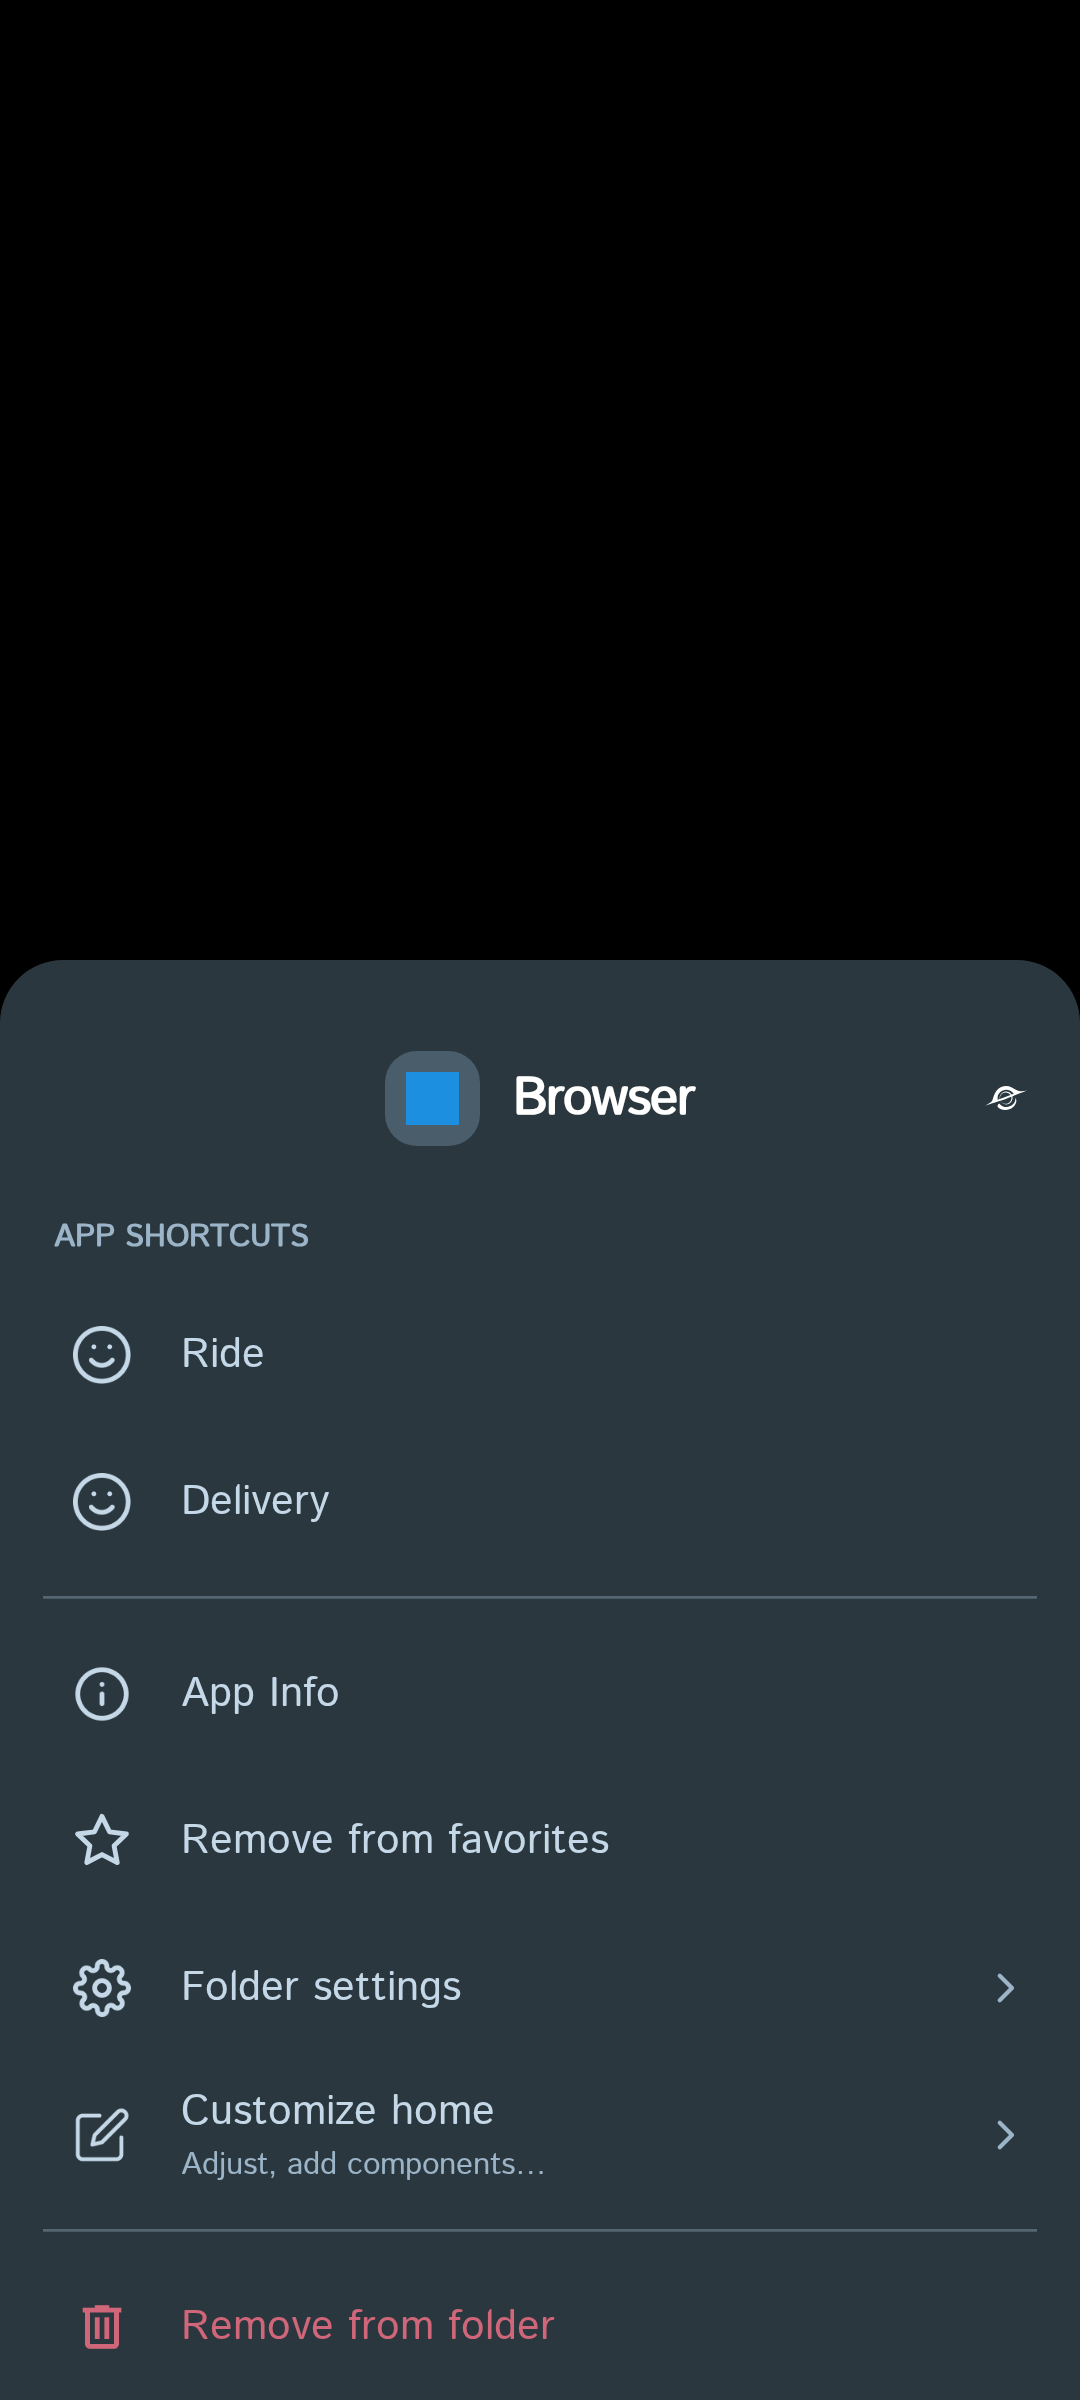 Browser
APP SHORTCUTS
Ride
Delivery
App Info
Remove from favorites
Folder settings
Customize home
Adjust, add components...
Remove from folder